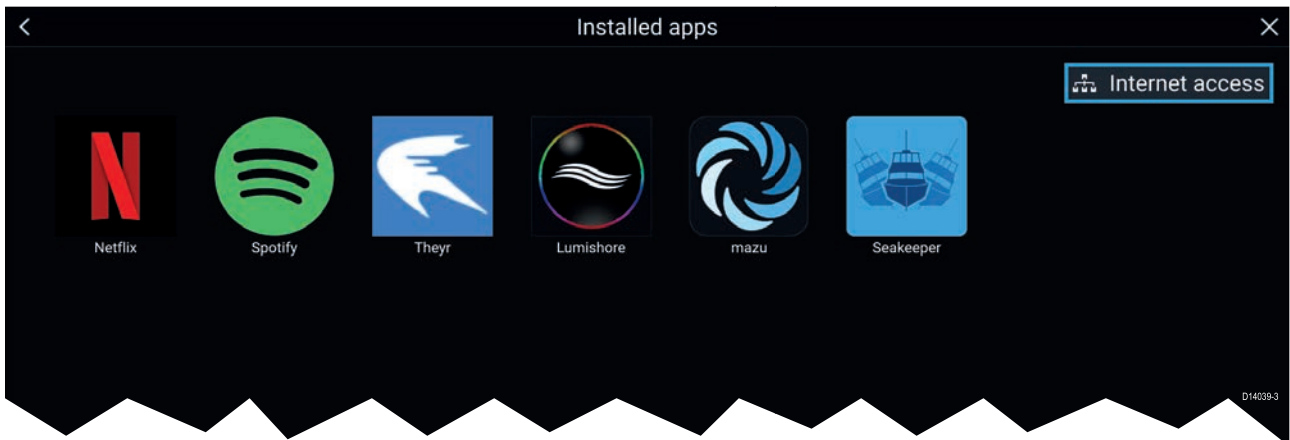 Installed apps
Internet access
Netflix
Spotify
Theyr
Lumishore
mazu
Seakeeper
D14039-3